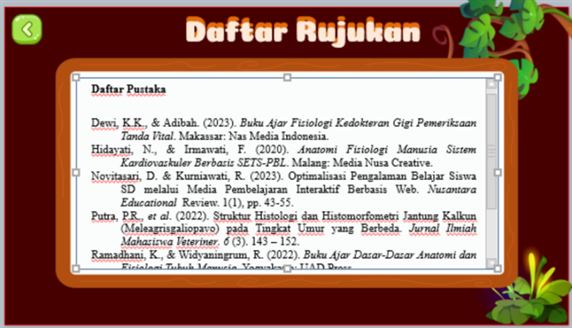 Daftar Rujukan
Daftar Pustaka
Dewi, K.K., & Adibah. (2023). Buku Ajar Fisiologi Kedokteran Gigi Pemeriksaan
Tanda Vital. Makassar: Nas Media Indonesia.
Hidayati, N., & Irmawati, F. (2020). Anatomi Fisiologi Manusia Sistem
Kardiovaskuler Berbasis SETS-PBL. Malang: Media Nusa Creative.
Novitasari, D. & Kurniawati, R. (2023). Optimalisasi Pengalaman Belajar Siswa
SD melalui Media Pembelajaran Interaktif Berbasis Web. Nusantara
Educational Review. 1(1), pp. 43-55.
Putra, P.R., et al. (2022). Struktur Histologi dan Histomorfometri Jantung Kalkun
(Meleagrisgaliopavo) pada Tingkat Umur yang Berbeda. Jurnal Ilmiah
Mahasiswa Veteriner. 6 (3). 143 – 152.
Ramadhani, K., & Widyaningrum, R. (2022). Buku Ajar Dasar-Dasar Anatomi dan
Fisiologi Tubuh Manusia. Yogyakarta: UAD Press.